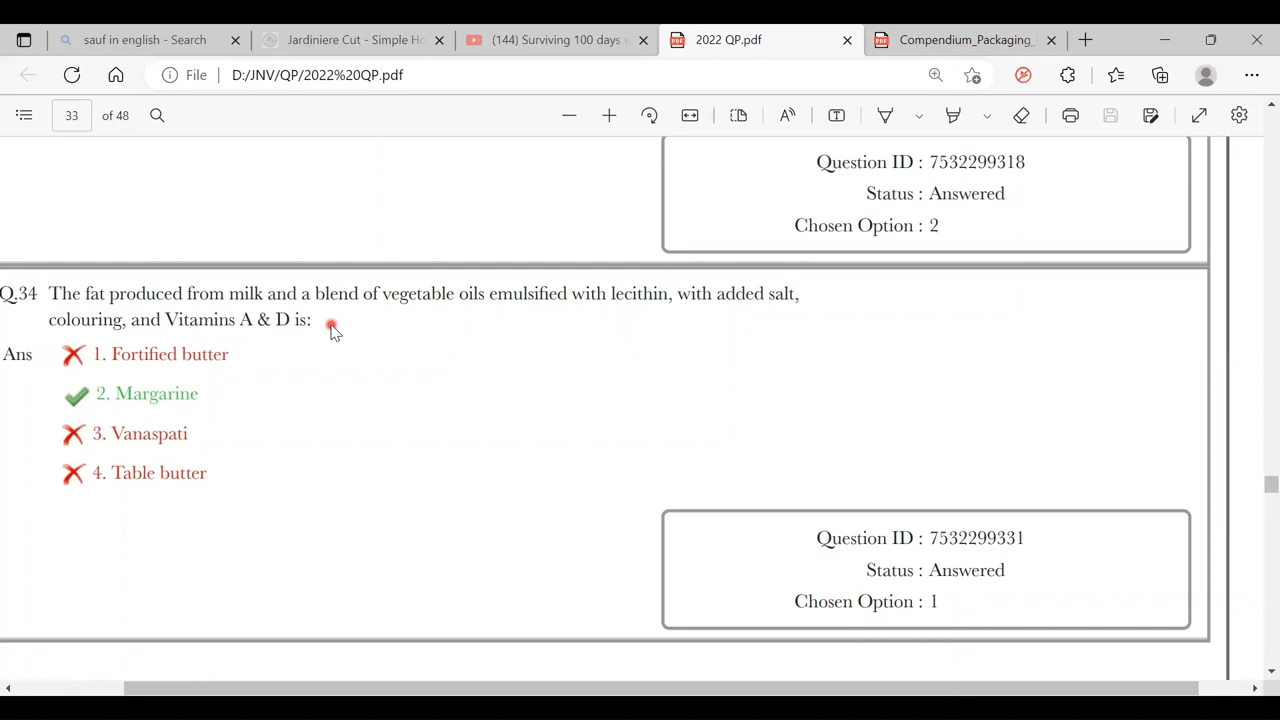 sauf in english - Search
Jardiniere Cut - Simple Ho
(144) Surviving 100 days
2022 QP.pdf
Compendium_Packaging_
File
D:/JNV/QP/2022%20QP.pdf
33
of 48
Question ID : 7532299318
Status : Answered
Chosen Option : 2
Q.34 The fat produced from milk and a blend of vegetable oils emulsified with lecithin, with added salt,
colouring, and Vitamins A & D is:
Ans
1. Fortified butter
2. Margarine
3. Vanaspati
4. Table butter
Question ID : 7532299331
Status : Answered
Chosen Option : 1